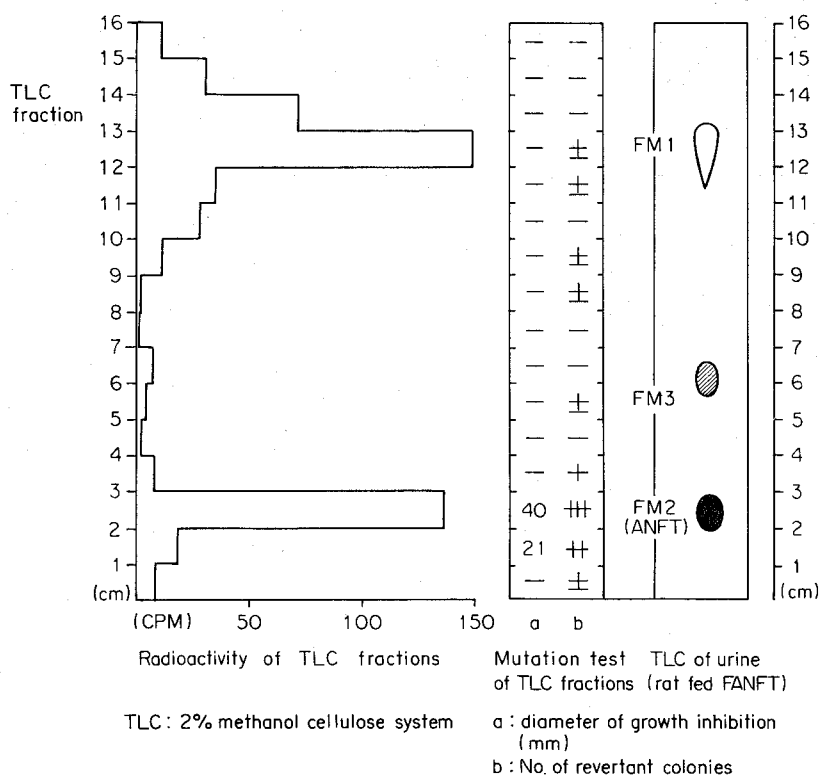 TLC
fraction
16
15
14
13
12
11
10
9
8
7
6
5
4
3
2
1
(cm)
(CPM) 50 100 150
Radioactivity of TLC fractions
TLC: 2% methanol cellulose system
— —
— —
— —
— ±
— ±
— —
— ±
— ±
— —
— —
— ±
— —
— +
40 +++
21 ++
— ±
a b
Mutation test
of TLC fractions
FM1
FM3
FM2
(ANFT)
TLC of urine
(rat fed FANFT)
16
15
14
13
12
11
10
9
8
7
6
5
4
3
2
1
(cm)
a : diameter of growth inhibition
(mm)
b : No. of revertant colonies